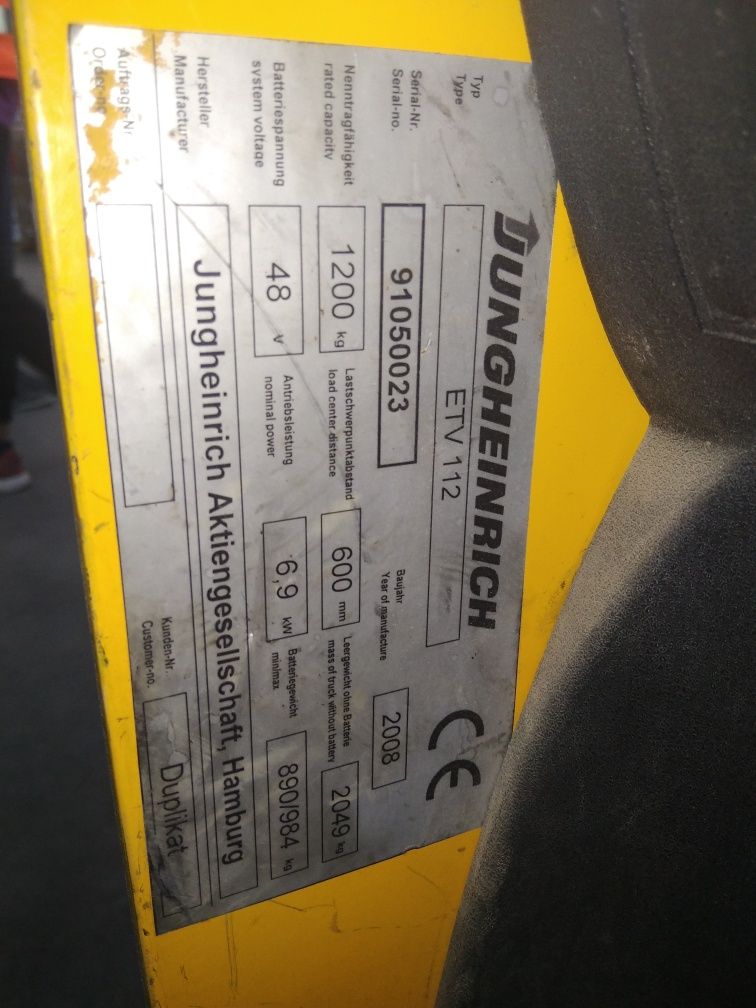 JUNGHEINRICH
Typ
Type
ETV 112
Serial-Nr.
Serial-no.
91050023
Baujahr
Year of manufacture
2008
Nenntragfähigkeit
rated capacity
1200 kg
Lastschwerpunktabstand
load center distance
600 mm
Leergewicht ohne Batterie
mass of truck without battery
2049 kg
Batteriespannung
system voltage
48 V
Antriebsleistung
nominal power
6,9 kW
Batteriegewicht
min/max
890/984 kg
Hersteller
Manufacturer
Jungheinrich Aktiengesellschaft, Hamburg
Auftrags-Nr.
Order-no.
Kunden-Nr.
Customer-no.
Duplikat
CE